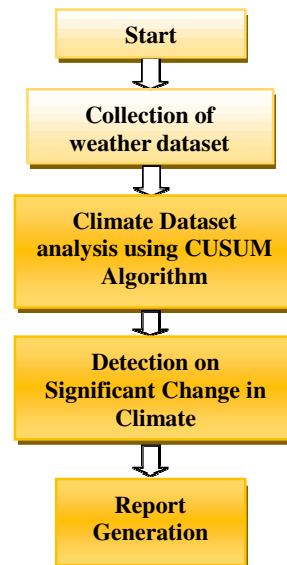 Start
Collection of
weather dataset
Climate Dataset
analysis using CUSUM
Algorithm
Detection on
Significant Change in
Climate
Report
Generation